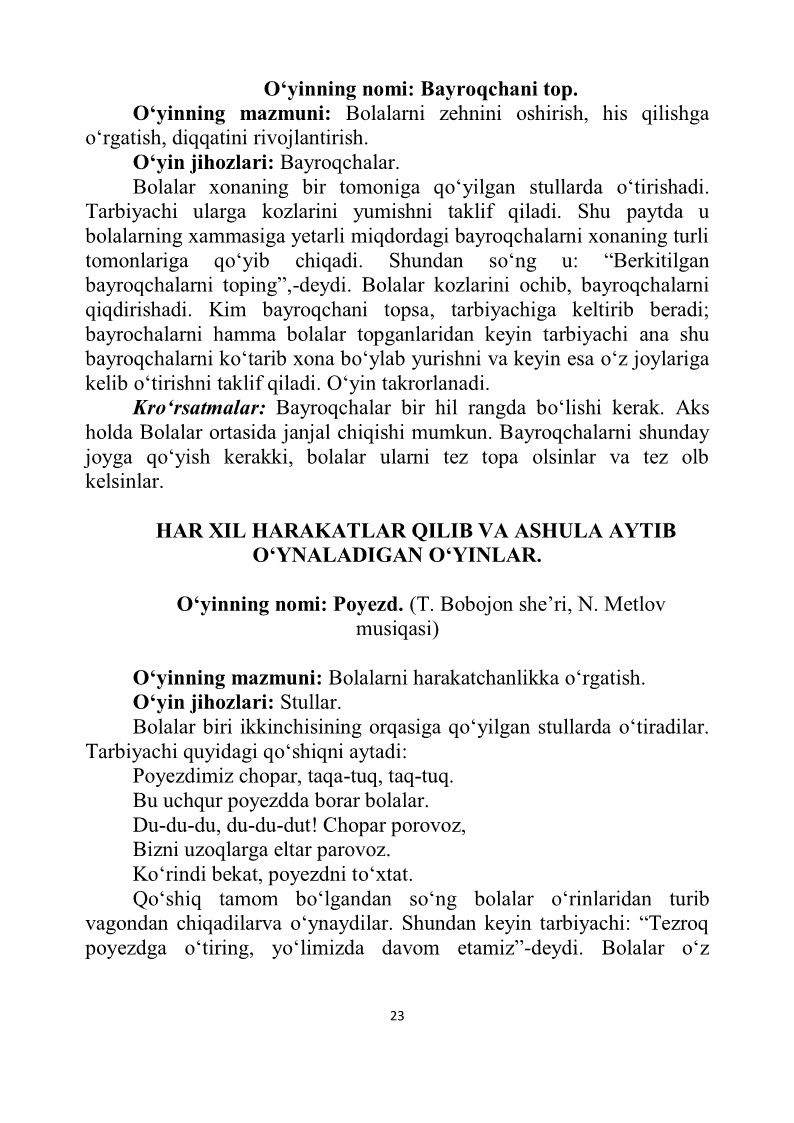 O‘yinning nomi: Bayroqchani top.
O‘yinning mazmuni: Bolalarni zehnini oshirish, his qilishga
o‘rgatish, diqqatini rivojlantirish.
O‘yin jihozlari: Bayroqchalar.
Bolalar xonaning bir tomoniga qo‘yilgan stullarda o‘tirishadi.
Tarbiyachi ularga kozlarini yumishni taklif qiladi. Shu paytda u
bolalarning xammasiga yetarli miqdordagi bayroqchalarni xonaning turli
tomonlariga qo‘yib chiqadi. Shundan so‘ng u: “Berkitilgan
bayroqchalarni toping”,-deydi. Bolalar kozlarini ochib, bayroqchalarni
qiqdirishadi. Kim bayroqchani topsa, tarbiyachiga keltirib beradi;
bayrochalarni hamma bolalar topganlaridan keyin tarbiyachi ana shu
bayroqchalarni ko‘tarib xona bo‘ylab yurishni va keyin esa o‘z joylariga
kelib o‘tirishni taklif qiladi. O‘yin takrorlanadi.
Kro‘rsatmalar: Bayroqchalar bir hil rangda bo‘lishi kerak. Aks
holda Bolalar ortasida janjal chiqishi mumkun. Bayroqchalarni shunday
joyga qo‘yish kerakki, bolalar ularni tez topa olsinlar va tez olb
kelsinlar.
HAR XIL HARAKATLAR QILIB VA ASHULA AYTIB
O‘YNALADIGAN O‘YINLAR.
O‘yinning nomi: Poyezd. (T. Bobojon she’ri, N. Metlov
musiqasi)
O‘yinning mazmuni: Bolalarni harakatchanlikka o‘rgatish.
O‘yin jihozlari: Stullar.
Bolalar biri ikkinchisining orqasiga qo‘yilgan stullarda o‘tiradilar.
Tarbiyachi quyidagi qo‘shiqni aytadi:
Poyezdimiz chopar, taqa-tuq, taq-tuq.
Bu uchqur poyezdda borar bolalar.
Du-du-du, du-du-dut! Chopar porovoz,
Bizni uzoqlarga eltar parovoz.
Ko‘rindi bekat, poyezdni to‘xtat.
Qo‘shiq tamom bo‘lgandan so‘ng bolalar o‘rinlaridan turib
vagondan chiqadilarva o‘ynaydilar. Shundan keyin tarbiyachi: “Tezroq
poyezdga o‘tiring, yo‘limizda davom etamiz”-deydi. Bolalar o‘z
23